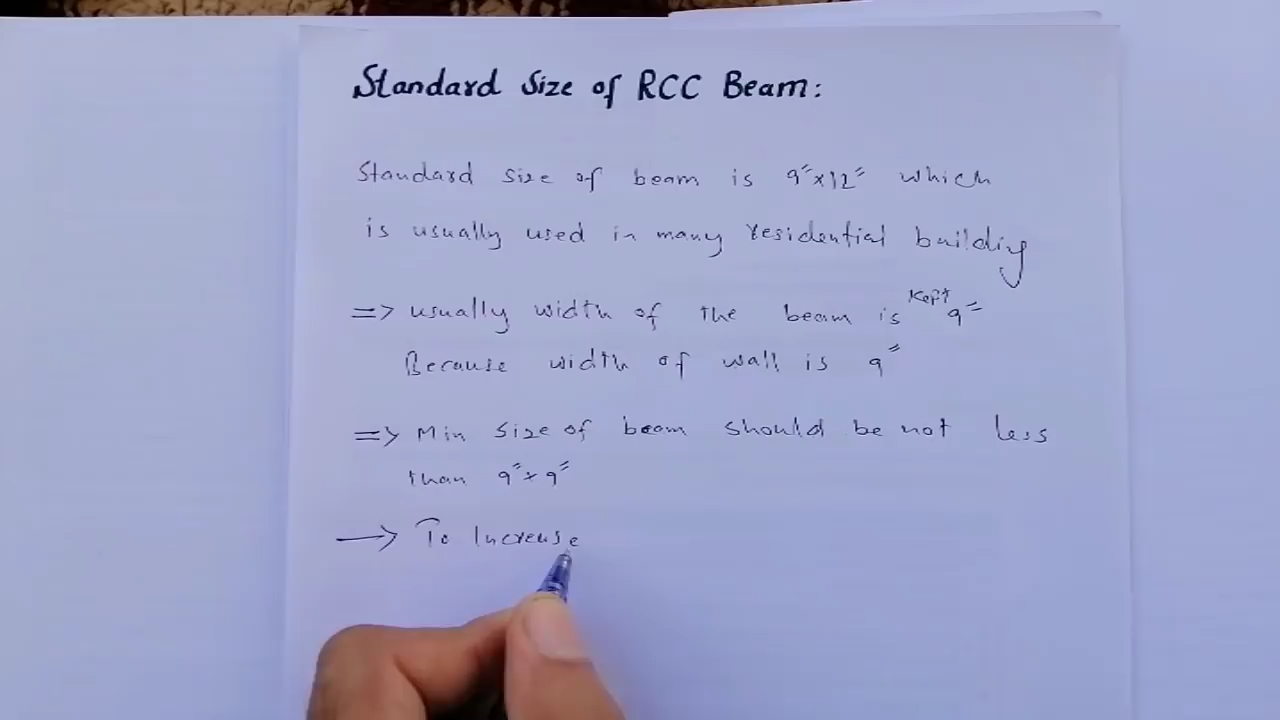 Standard Size of RCC Beam:
Standard size of beam is 9"x12" which
is usually used in many residential building
=> usually width of the beam is kept 9"
Because width of wall is 9"
=> Min size of beam should be not less
than 9"x9"
→ To Increase